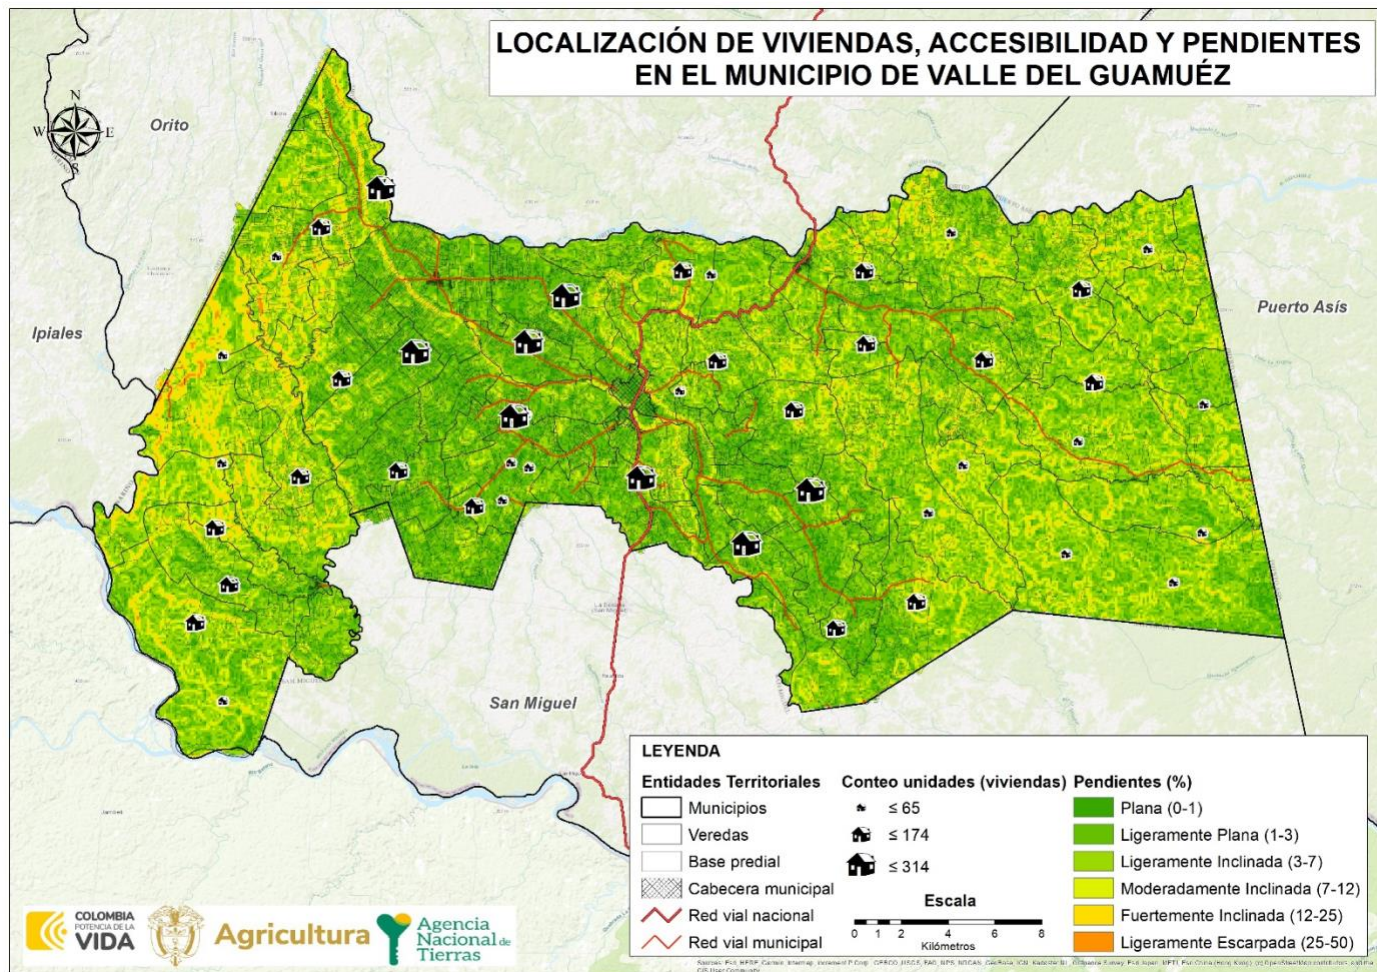 LOCALIZACIÓN DE VIVIENDAS, ACCESIBILIDAD Y PENDIENTES
EN EL MUNICIPIO DE VALLE DEL GUAMUÉZ
N
W
E
S
Orito
Ipiales
Puerto Asís
San Miguel
LEYENDA
Entidades Territoriales
Municipios
Veredas
Base predial
Cabecera municipal
Red vial nacional
Red vial municipal
Conteo unidades (viviendas)
≤ 65
≤ 174
≤ 314
Escala
0 1 2 4 6 8
Kilómetros
Pendientes (%)
Plana (0-1)
Ligeramente Plana (1-3)
Ligeramente Inclinada (3-7)
Moderadamente Inclinada (7-12)
Fuertemente Inclinada (12-25)
Ligeramente Escarpada (25-50)
COLOMBIA
POTENCIA DE LA
VIDA
Agricultura
Agencia
Nacional de
Tierras